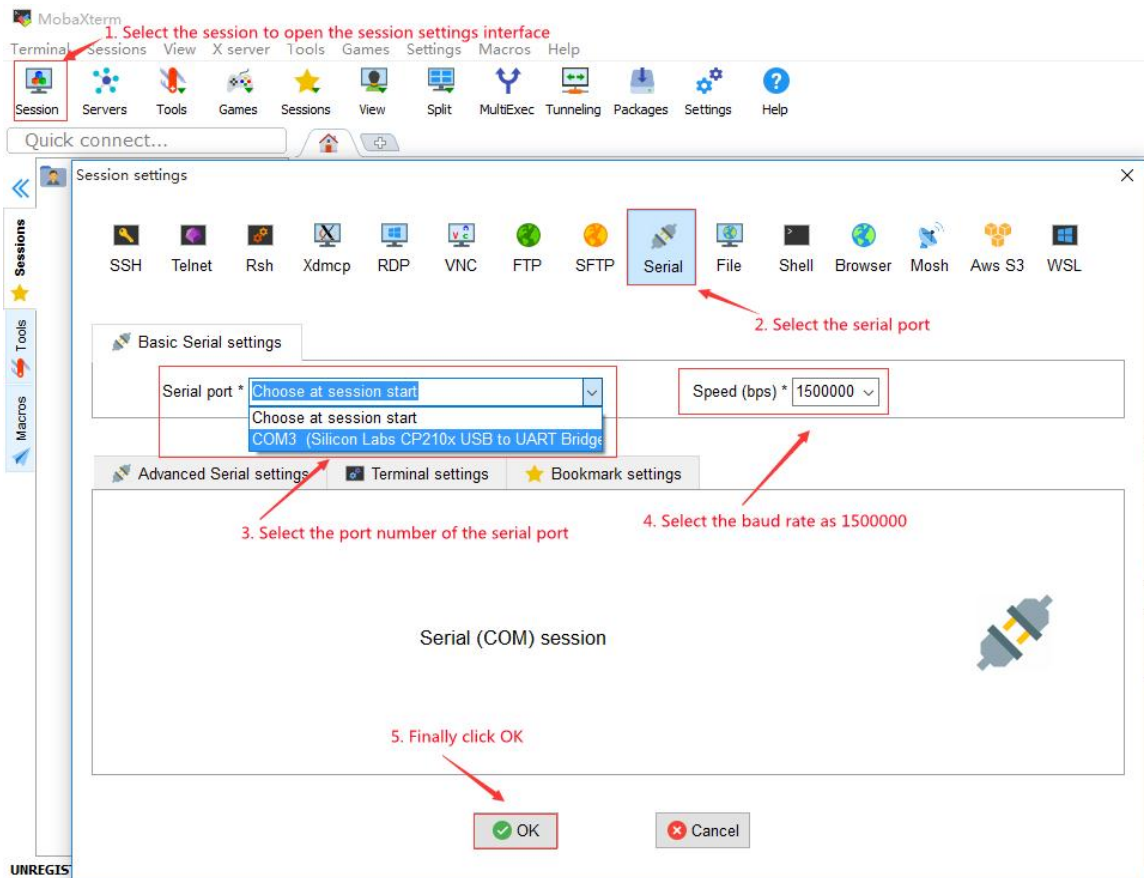 MobaXterm
1. Select the session to open the session settings interface
Terminal Sessions View X server Tools Games Settings Macros Help
Session Servers Tools Games Sessions View Split MultiExec Tunneling Packages Settings Help
Quick connect...
Session settings
Sessions
Tools
Macros
SSH Telnet Rsh Xdmcp RDP VNC FTP SFTP Serial File Shell Browser Mosh Aws S3 WSL
2. Select the serial port
Basic Serial settings
Serial port * Choose at session start
Speed (bps) * 1500000
Choose at session start
COM3 (Silicon Labs CP210x USB to UART Bridge
Advanced Serial settings Terminal settings Bookmark settings
3. Select the port number of the serial port
4. Select the baud rate as 1500000
Serial (COM) session
5. Finally click OK
OK Cancel
UNREGIST